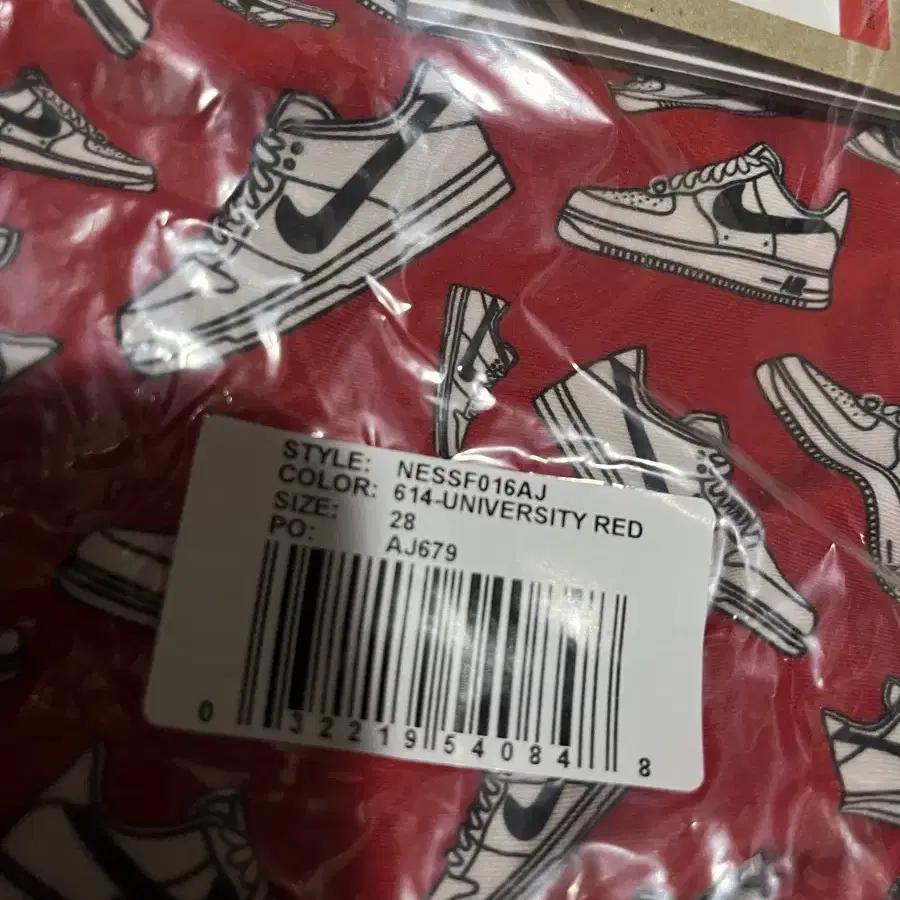 STYLE: NESSF016AJ
COLOR: 614-UNIVERSITY RED
SIZE: 28
PO: AJ679
0 32219 54084 8